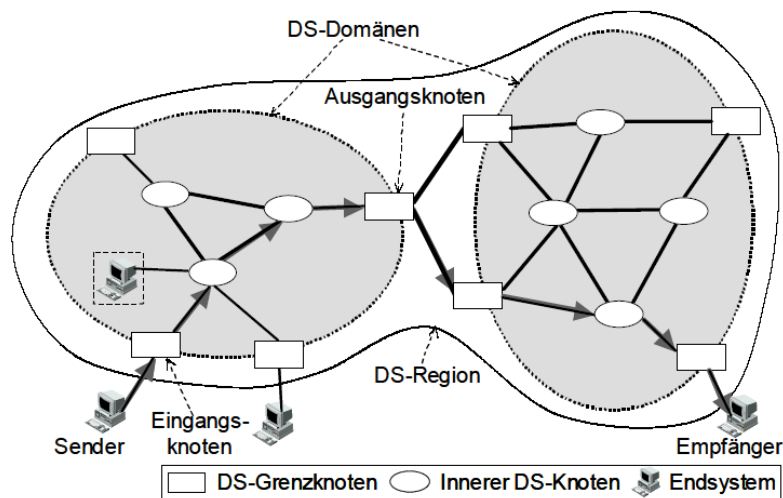 DS-Domänen
Ausgangsknoten
DS-Region
Eingangs-
knoten
Sender
Empfänger
DS-Grenzknoten
Innerer DS-Knoten
Endsystem